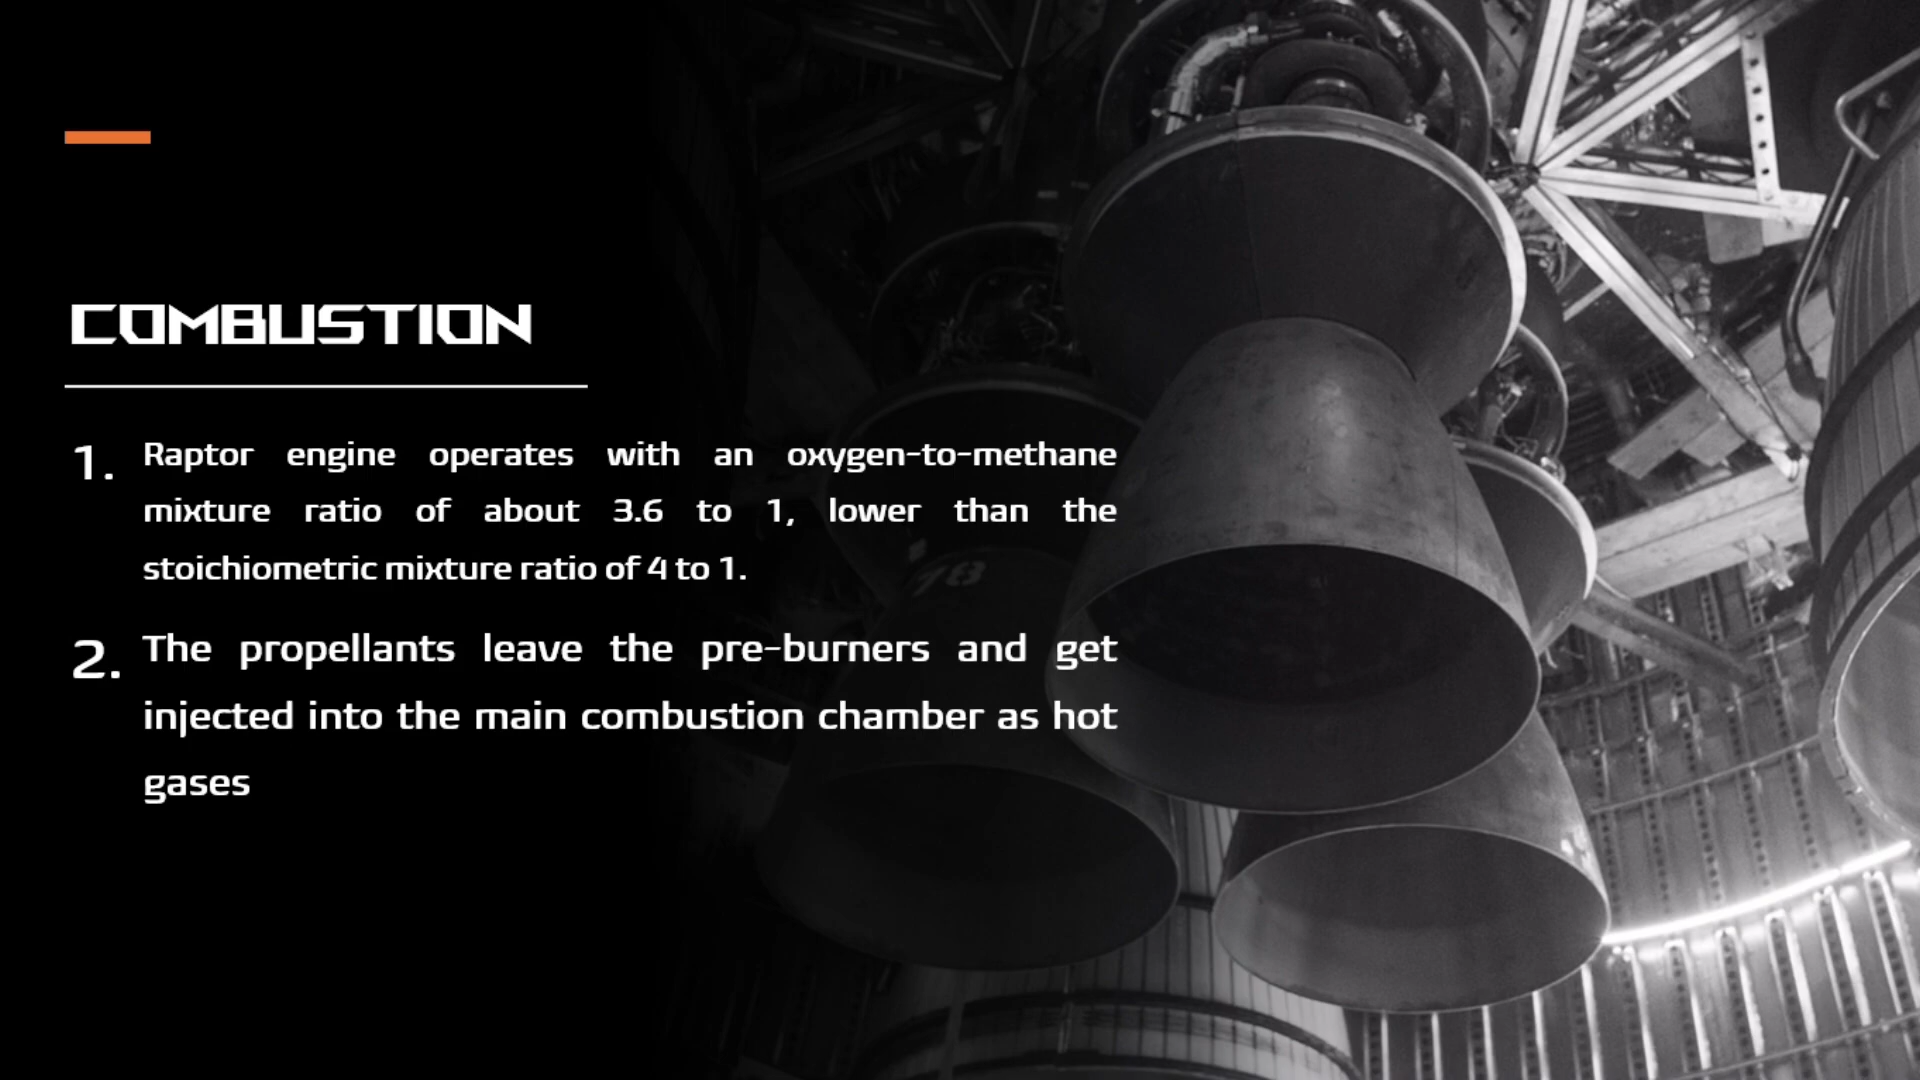 COMBUSTION
1. Raptor engine operates with an oxygen-to-methane
mixture ratio of about 3.6 to 1, lower than the
stoichiometric mixture ratio of 4 to 1.
2. The propellants leave the pre-burners and get
injected into the main combustion chamber as hot
gases
78